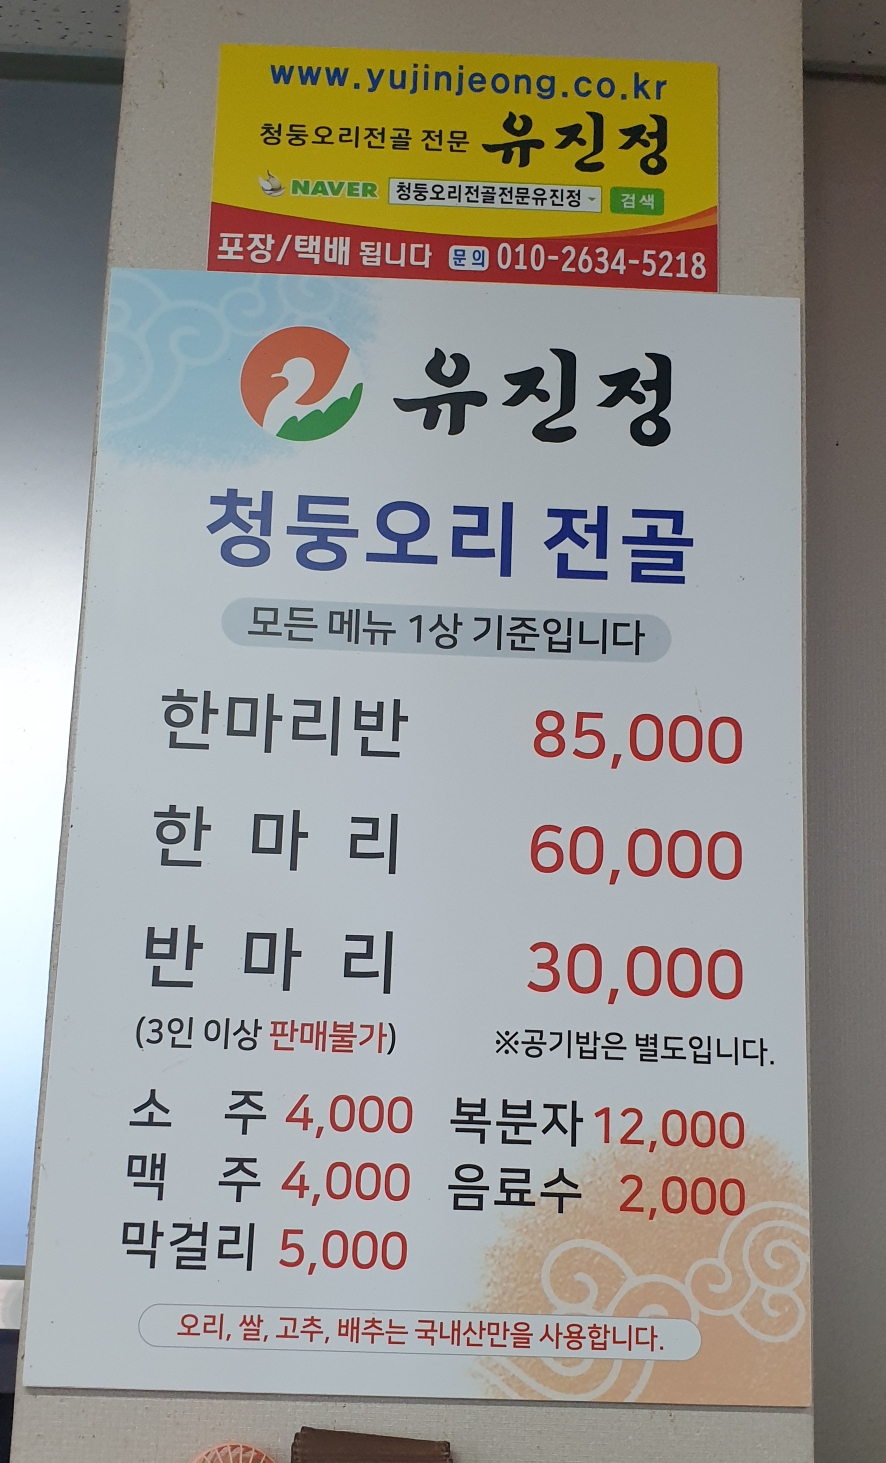 www.yujinjeong.co.kr
청둥오리전골 전문 유진정
NAVER 청둥오리전골전문유진정 검색
포장/택배 됩니다 문의 010-2634-5218
유진정
청둥오리 전골
모든 메뉴 1상 기준입니다
한마리반 85,000
한 마 리 60,000
반 마 리 30,000
(3인 이상 판매불가) ※공기밥은 별도입니다.
소 주 4,000 복분자 12,000
맥 주 4,000 음료수 2,000
막걸리 5,000
오리, 쌀, 고추, 배추는 국내산만을 사용합니다.